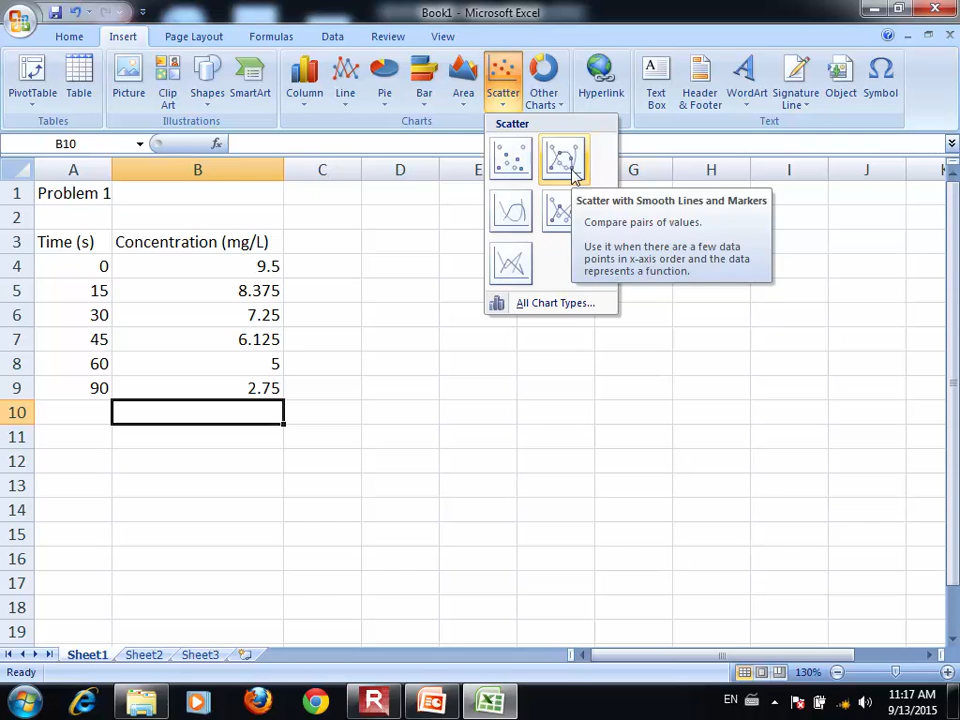 Book1 - Microsoft Excel
Home Insert Page Layout Formulas Data Review View
PivotTable Table Picture Clip Art Shapes SmartArt Column Line Pie Bar Area Scatter Other Charts Hyperlink Text Box Header & Footer WordArt Signature Line Object Symbol
Tables Illustrations Charts Text
Scatter
B10 fx
A B C D E G H I J K
1 Problem 1
2
Scatter with Smooth Lines and Markers
Compare pairs of values.
Use it when there are a few data
points in x-axis order and the data
represents a function.
All Chart Types...
3 Time (s) Concentration (mg/L)
4 0 9.5
5 15 8.375
6 30 7.25
7 45 6.125
8 60 5
9 90 2.75
10
11
12
13
14
15
16
17
18
19
Sheet1 Sheet2 Sheet3
Ready 130%
EN 11:17 AM
9/13/2015